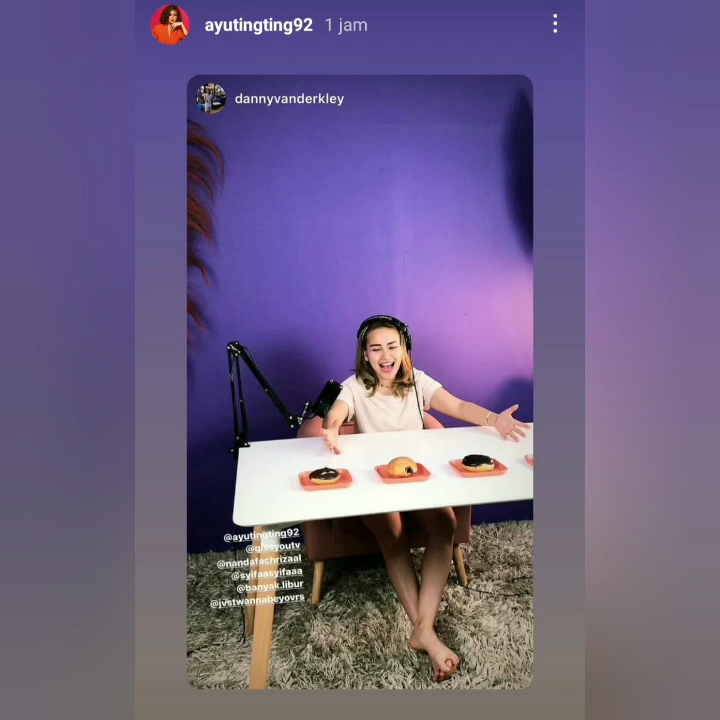 ayutingting92 1 jam
dannyvanderkley
@ayutingting92
@qissyoutv
@nandafachrizaal
@syifaasyifaaa
@banyak.libur
@jvstwannabeyovrs